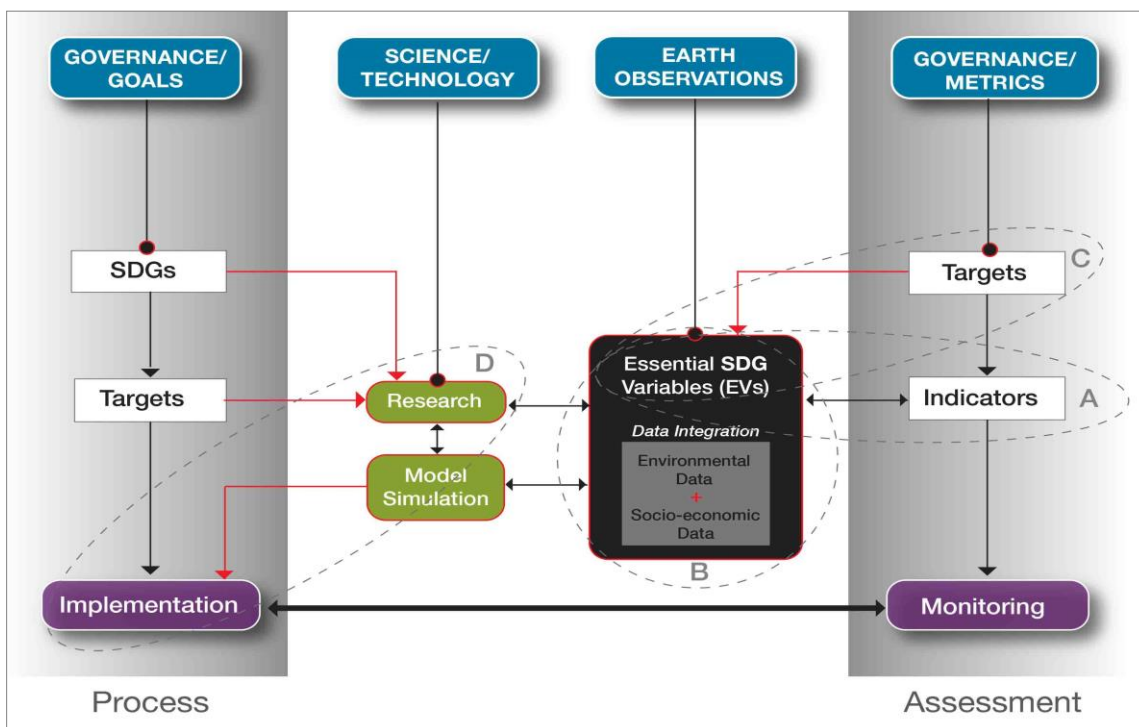 GOVERNANCE/
GOALS
SCIENCE/
TECHNOLOGY
EARTH
OBSERVATIONS
GOVERNANCE/
METRICS
SDGs
Targets
C
Essential SDG
Variables (EVs)
D
Targets
Research
Indicators
A
Data Integration
Environmental
Data
+
Socio-economic
Data
Model
Simulation
B
Implementation
Monitoring
Process
Assessment